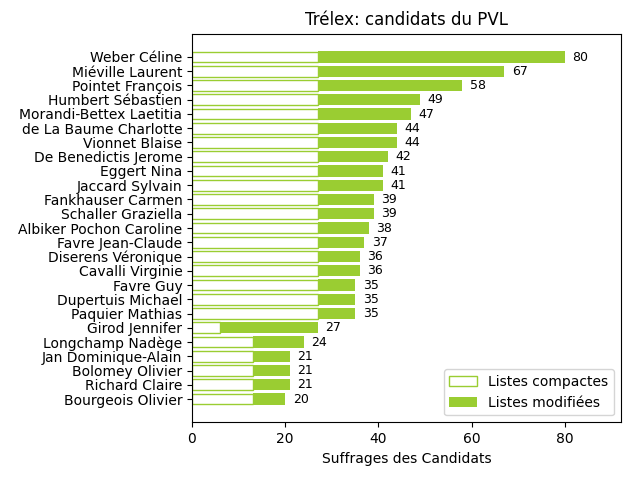 Trélex: candidats du PVL
Weber Céline 80
Miéville Laurent 67
Pointet François 58
Humbert Sébastien 49
Morandi-Bettex Laetitia 47
de La Baume Charlotte 44
Vionnet Blaise 44
De Benedictis Jerome 42
Eggert Nina 41
Jaccard Sylvain 41
Fankhauser Carmen 39
Schaller Graziella 39
Albiker Pochon Caroline 38
Favre Jean-Claude 37
Diserens Véronique 36
Cavalli Virginie 36
Favre Guy 35
Dupertuis Michael 35
Paquier Mathias 35
Girod Jennifer 27
Longchamp Nadège 24
Jan Dominique-Alain 21
Bolomey Olivier 21
Richard Claire 21
Bourgeois Olivier 20
Listes compactes
Listes modifiées
0 20 40 60 80
Suffrages des Candidats